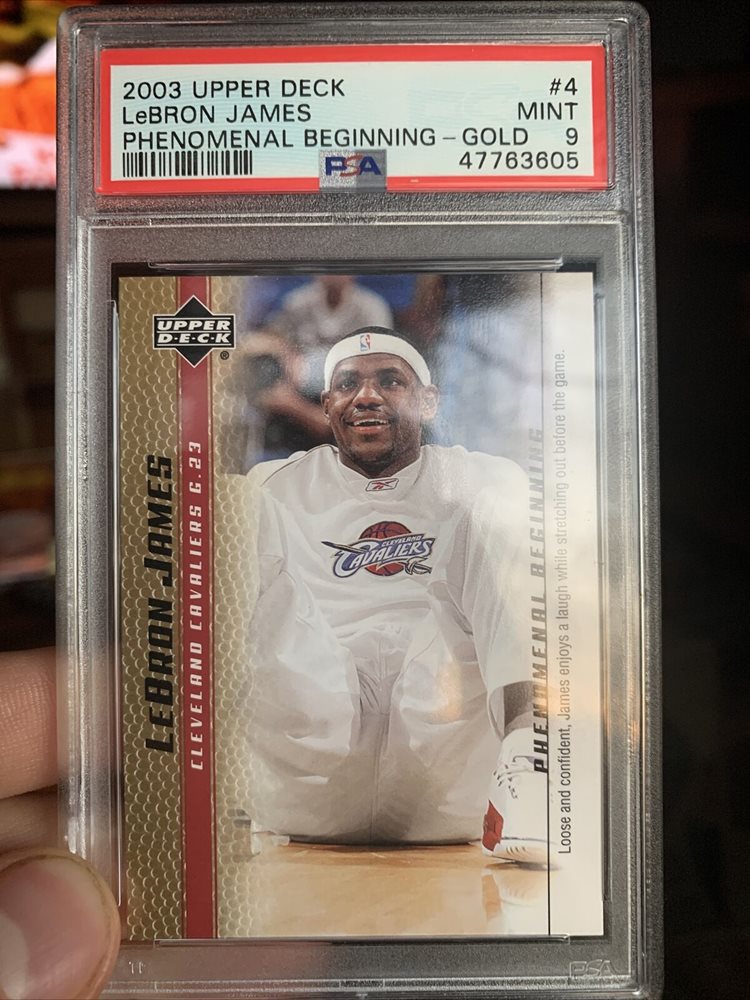 2003 UPPER DECK #4
LeBRON JAMES MINT
PHENOMENAL BEGINNING - GOLD 9
PSA 47763605
UPPER
D·E·C·K
®
LEBRON JAMES
CLEVELAND CAVALIERS G.23
CLEVELAND
CAVALIERS
PHENOMENAL BEGINNING
Loose and confident, James enjoys a laugh while stretching out before the game.
PSA